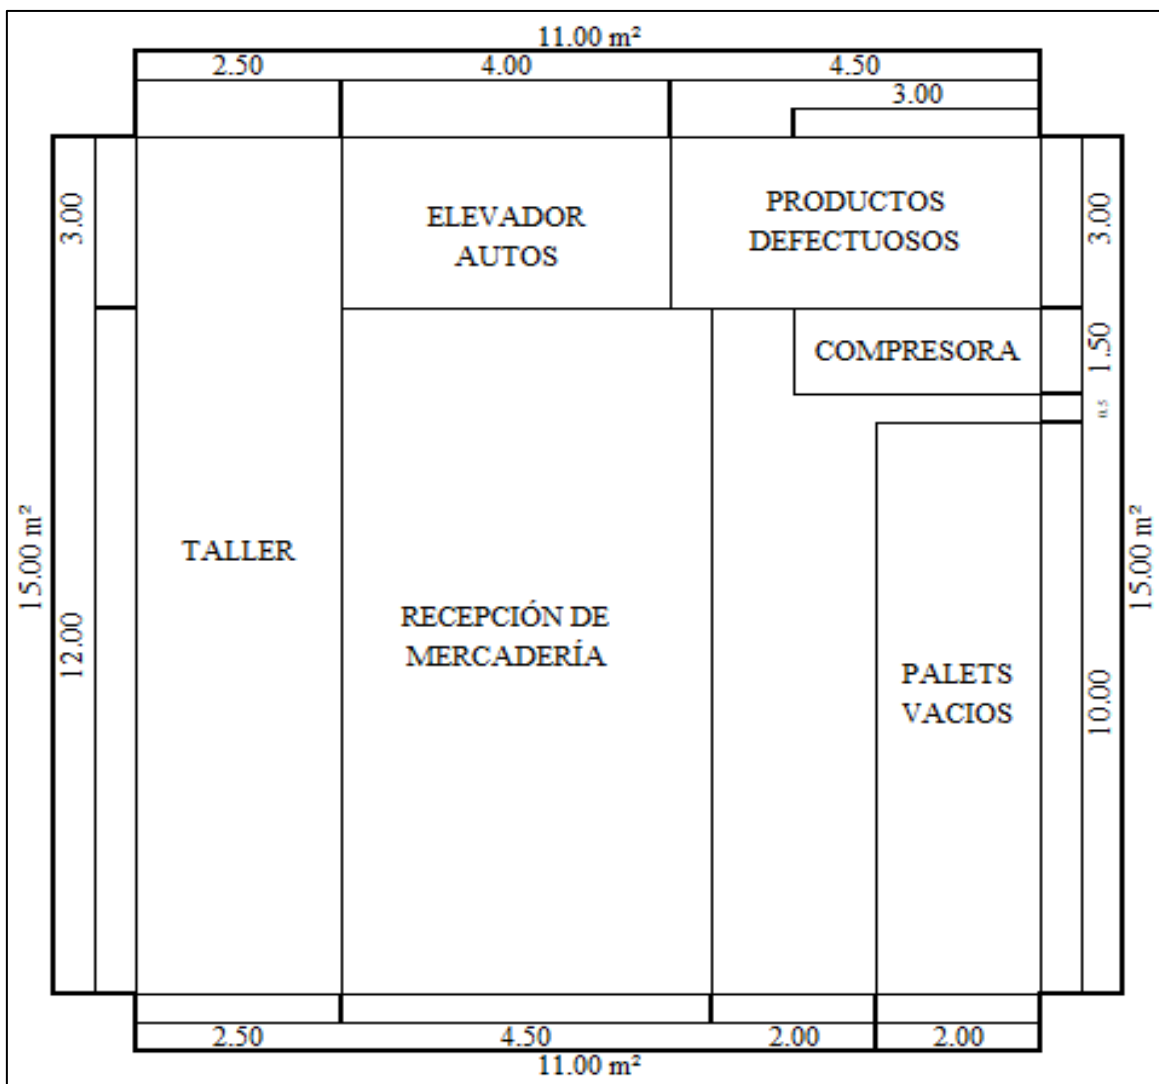 11.00 m²
2.50
4.00
4.50
3.00
3.00
ELEVADOR
AUTOS
PRODUCTOS
DEFECTUOSOS
3.00
COMPRESORA
1.50
0.5
15.00 m²
12.00
TALLER
RECEPCIÓN DE
MERCADERÍA
PALETS
VACIOS
10.00
15.00 m²
2.50
4.50
2.00
2.00
11.00 m²